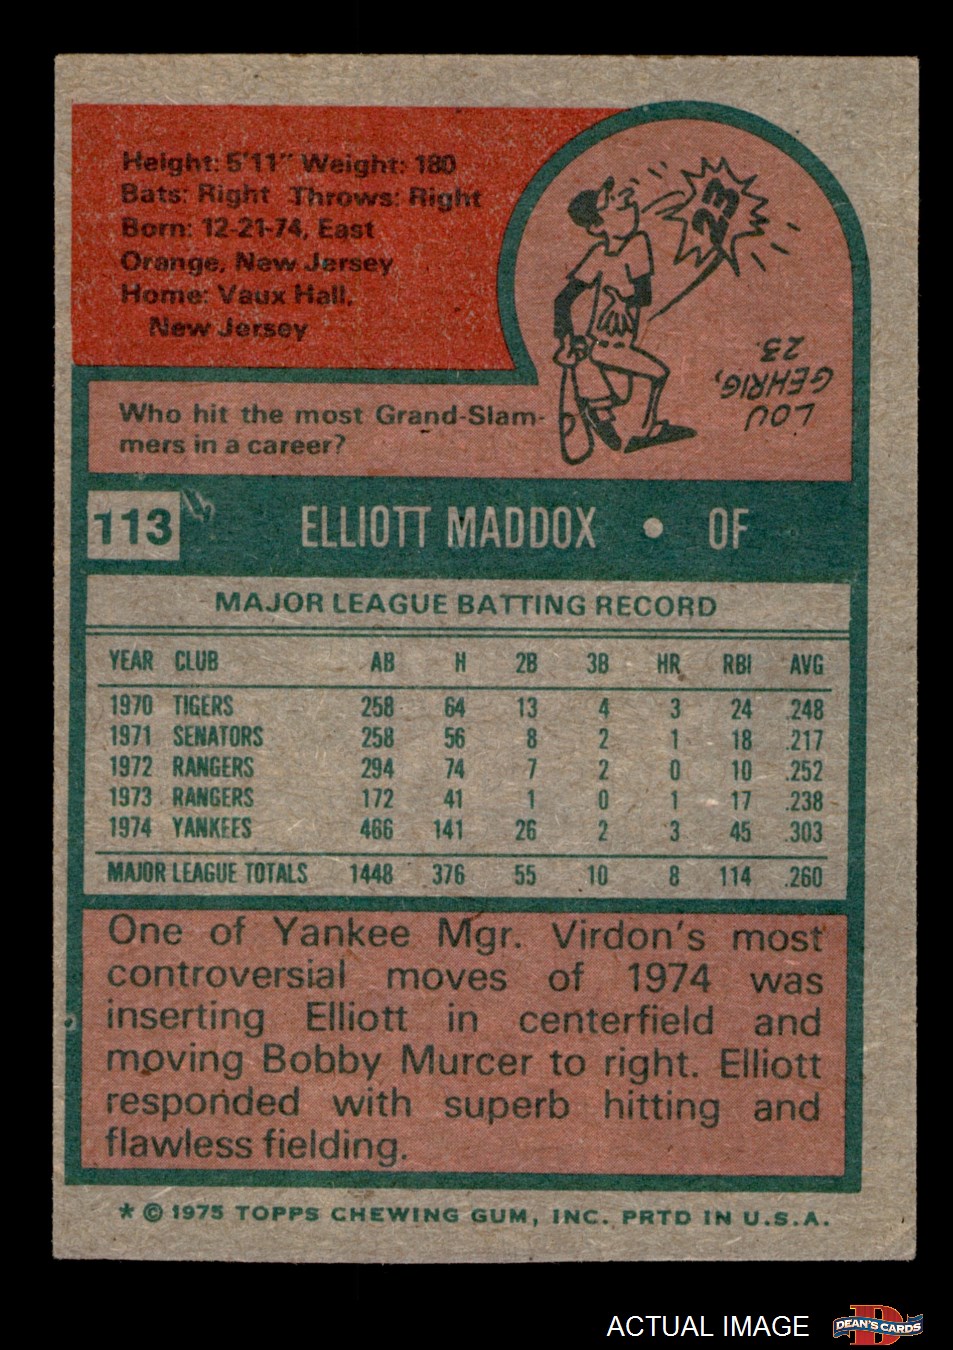 Height: 5'11" Weight: 180
Bats: Right Throws: Right
Born: 12-21-74, East
Orange, New Jersey
Home: Vaux Hall,
New Jersey
23
LOU
GEHRIG,
23.
Who hit the most Grand-Slam-
mers in a career?
113 ELLIOTT MADDOX • OF
MAJOR LEAGUE BATTING RECORD
YEAR CLUB AB H 2B 3B HR RBI AVG
1970 TIGERS 258 64 13 4 3 24 .248
1971 SENATORS 258 56 8 2 1 18 .217
1972 RANGERS 294 74 7 2 0 10 .252
1973 RANGERS 172 41 1 0 1 17 .238
1974 YANKEES 466 141 26 2 3 45 .303
MAJOR LEAGUE TOTALS 1448 376 55 10 8 114 .260
One of Yankee Mgr. Virdon's most
controversial moves of 1974 was
inserting Elliott in centerfield and
moving Bobby Murcer to right. Elliott
responded with superb hitting and
flawless fielding.
* © 1975 TOPPS CHEWING GUM, INC. PRTD IN U.S.A.
ACTUAL IMAGE
D
DEAN'S CARDS